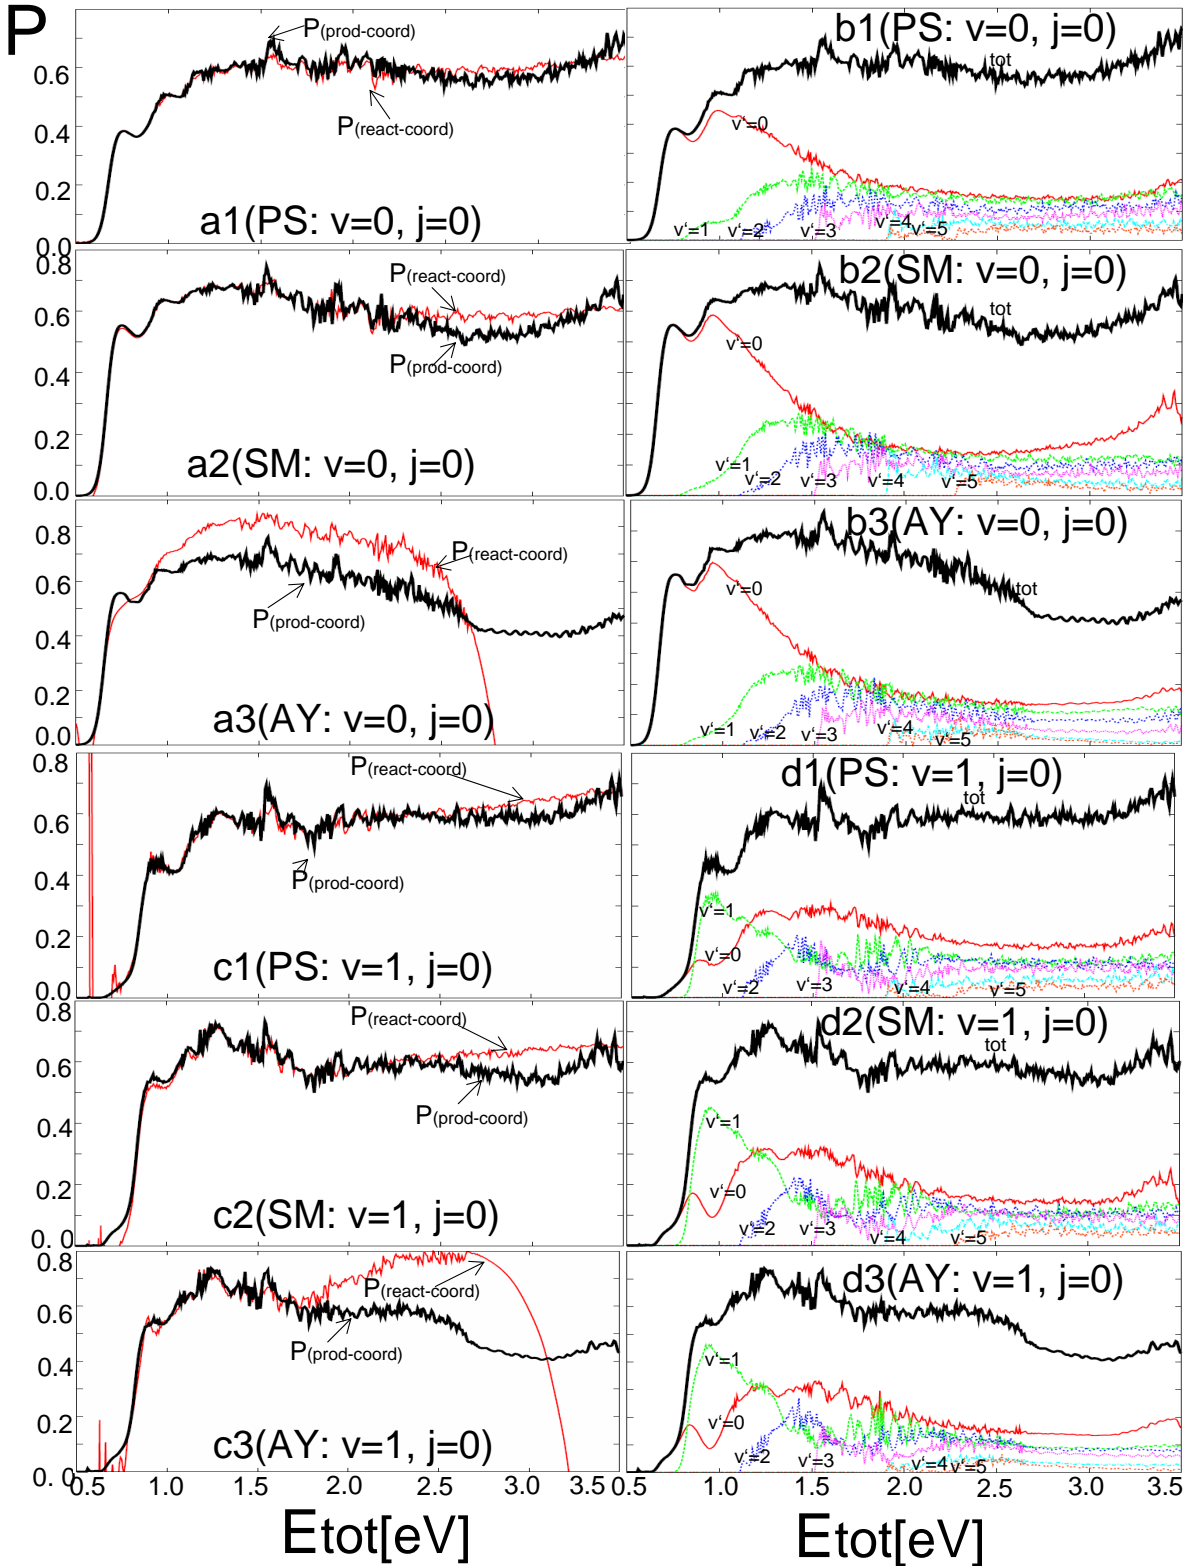 P
P(prod-coord)
P(react-coord)
0.6
0.4
0.2
0.0
a1(PS: v=0, j=0)
b1(PS: v=0, j=0)
tot
v'=0
v'=1
v'=2
v'=3
v'=4
v'=5
0.8
0.6
0.4
0.2
0.0
P(react-coord)
P(prod-coord)
a2(SM: v=0, j=0)
b2(SM: v=0, j=0)
tot
v'=0
v'=1
v'=2
v'=3
v'=4
v'=5
0.8
0.6
0.4
0.2
0.0
P(react-coord)
P(prod-coord)
a3(AY: v=0, j=0)
b3(AY: v=0, j=0)
tot
v'=0
v'=1
v'=2
v'=3
v'=4
v'=5
0.8
0.6
0.4
0.2
0.0
P(react-coord)
P(prod-coord)
c1(PS: v=1, j=0)
d1(PS: v=1, j=0)
tot
v'=1
v'=0
v'=2
v'=3
v'=4
v'=5
0.8
0.6
0.4
0.2
0.0
P(react-coord)
P(prod-coord)
c2(SM: v=1, j=0)
d2(SM: v=1, j=0)
tot
v'=1
v'=0
v'=2
v'=3
v'=4
v'=5
0.8
0.6
0.4
0.2
0.0
P(react-coord)
P(prod-coord)
c3(AY: v=1, j=0)
d3(AY: v=1, j=0)
v'=1
v'=0
v'=2
v'=3
v'=4
v'=5
0.5 1.0 1.5 2.0 2.5 3.0 3.5
0.5 1.0 1.5 2.0 2.5 3.0 3.5
Etot[eV]
Etot[eV]